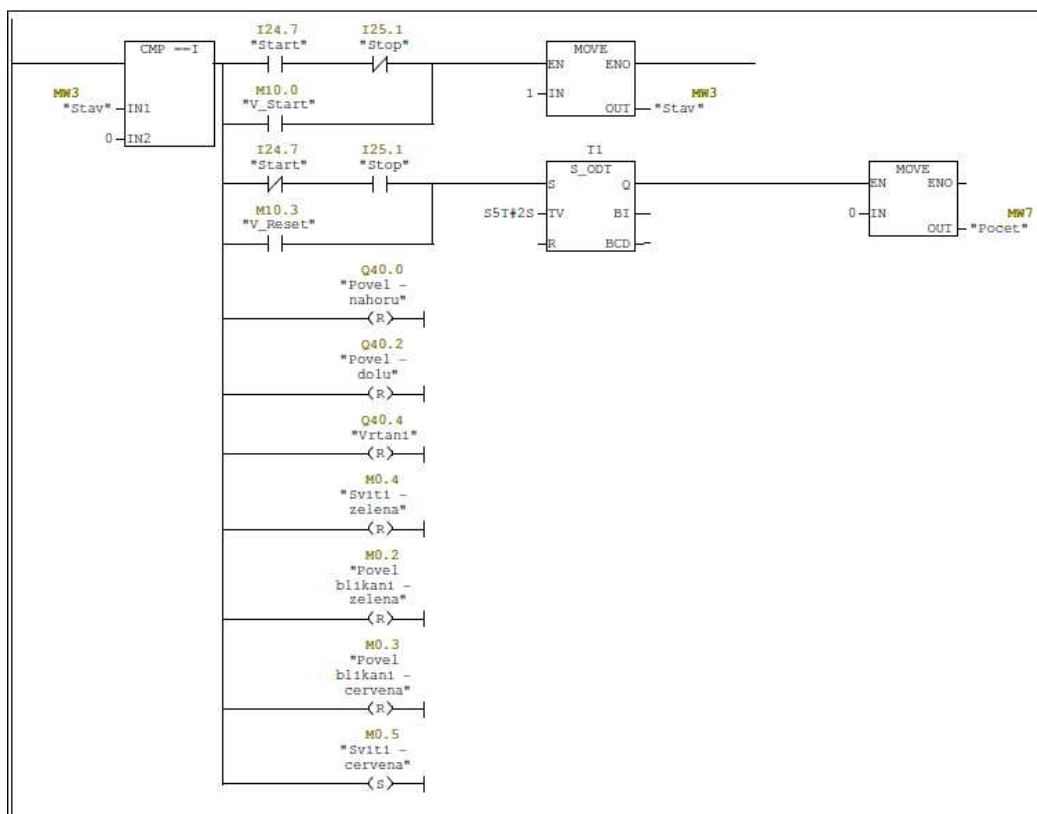 CMP ==I
MW3
"Stav"
IN1
0
IN2
I24.7
"Start"
I25.1
"Stop"
M10.0
"V_Start"
MOVE
EN
ENO
1
IN
OUT
MW3
"Stav"
I24.7
"Start"
I25.1
"Stop"
M10.3
"V_Reset"
T1
S_ODT
S
Q
S5T#2S
TV
BI
R
BCD
MOVE
EN
ENO
0
IN
OUT
MW7
"Pocet"
Q40.0
"Povel -
nahoru"
R
Q40.2
"Povel -
dolu"
R
Q40.4
"Vrtani"
R
M0.4
"Sviti -
zelena"
R
M0.2
"Povel
blikani -
zelena"
R
M0.3
"Povel
blikani -
cervena"
R
M0.5
"Sviti -
cervena"
S